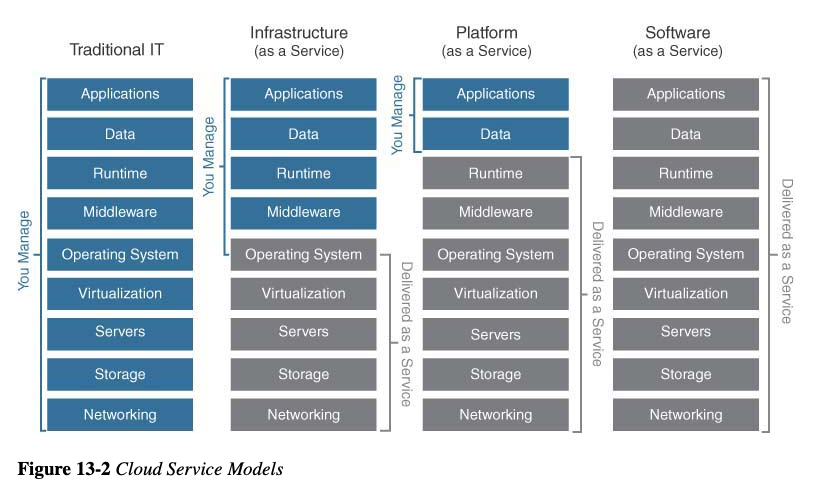 Traditional IT
Infrastructure
(as a Service)
Platform
(as a Service)
Software
(as a Service)
You Manage
Applications
Data
Runtime
Middleware
Operating System
Virtualization
Servers
Storage
Networking
You Manage
Applications
Data
Runtime
Middleware
Operating System
Virtualization
Servers
Storage
Networking
Delivered as a Service
You Manage
Applications
Data
Runtime
Middleware
Operating System
Virtualization
Servers
Storage
Networking
Delivered as a Service
Applications
Data
Runtime
Middleware
Operating System
Virtualization
Servers
Storage
Networking
Delivered as a Service
Figure 13-2 Cloud Service Models